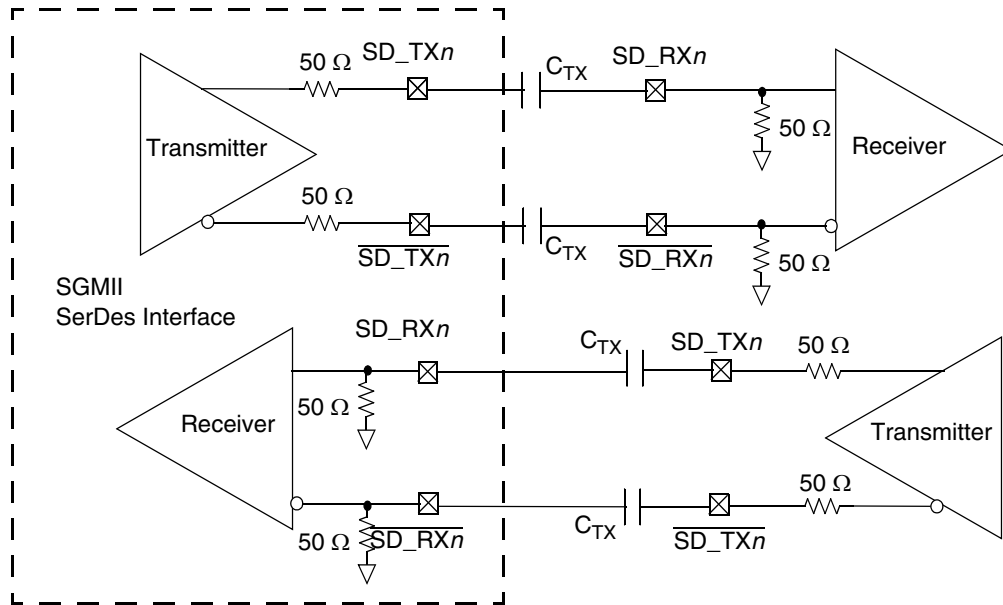 50 Ω
SD_TXn
C_TX
SD_RXn
Transmitter
50 Ω
Receiver
50 Ω
SD_TXn
C_TX
SD_RXn
50 Ω
SGMII
SerDes Interface
SD_RXn
C_TX
SD_TXn
50 Ω
Receiver
50 Ω
Transmitter
50 Ω
50 Ω
SD_RXn
C_TX
SD_TXn